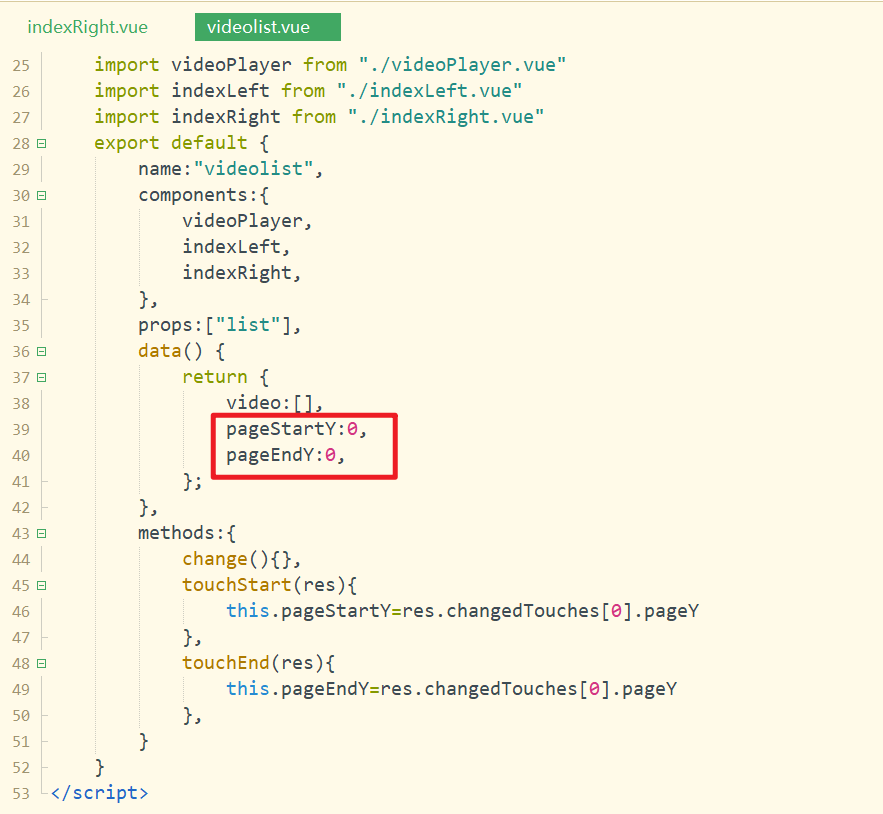 indexRight.vue videolist.vue
25 import videoPlayer from "./videoPlayer.vue"
26 import indexLeft from "./indexLeft.vue"
27 import indexRight from "./indexRight.vue"
28 export default {
29 name:"videolist",
30 components:{
31 videoPlayer,
32 indexLeft,
33 indexRight,
34 },
35 props:["list"],
36 data() {
37 return {
38 video:[],
39 pageStartY:0,
40 pageEndY:0,
41 };
42 },
43 methods:{
44 change(){},
45 touchStart(res){
46 this.pageStartY=res.changedTouches[0].pageY
47 },
48 touchEnd(res){
49 this.pageEndY=res.changedTouches[0].pageY
50 },
51 }
52 }
53 </script>